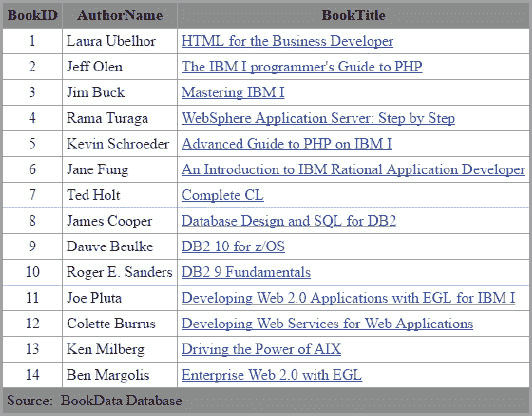 BookID AuthorName BookTitle
1 Laura Ubelhor HTML for the Business Developer
2 Jeff Olen The IBM I programmer's Guide to PHP
3 Jim Buck Mastering IBM I
4 Rama Turaga WebSphere Application Server: Step by Step
5 Kevin Schroeder Advanced Guide to PHP on IBM I
6 Jane Fung An Introduction to IBM Rational Application Developer
7 Ted Holt Complete CL
8 James Cooper Database Design and SQL for DB2
9 Dauve Beulke DB2 10 for z/OS
10 Roger E. Sanders DB2 9 Fundamentals
11 Joe Pluta Developing Web 2.0 Applications with EGL for IBM I
12 Colette Burrus Developing Web Services for Web Applications
13 Ken Milberg Driving the Power of AIX
14 Ben Margolis Enterprise Web 2.0 with EGL
Source: BookData Database